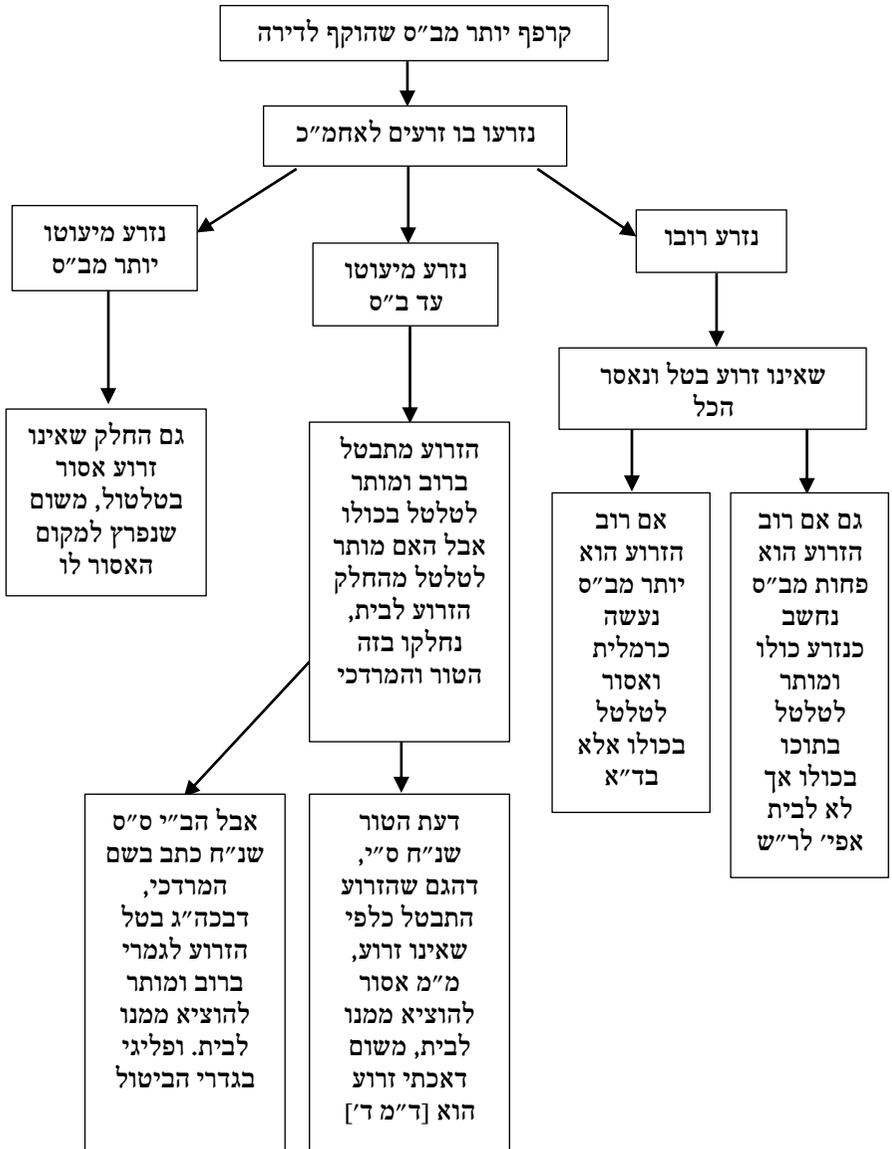 קרפף יותר מב״ס שהוקף לדירה
נזרעו בו זרעים לאחמ״כ
נזרע רובו
נזרע מיעוטו
עד ב״ס
נזרע מיעוטו
יותר מב״ס
שאינו זרוע בטל ונאסר
הכל
גם אם רוב
הזרוע הוא
פחות מב״ס
נחשב
כנזרע כולו
ומותר
לטלטל
בתוכו
בכולו אך
לא לבית
אפי׳ לר״ש
אם רוב
הזרוע הוא
יותר מב״ס
נעשה
כרמלית
ואסור
לטלטל
בכולו אלא
בד״א
הזרוע מתבטל
ברוב ומותר
לטלטל בכולו
אבל האם מותר
לטלטל מהחלק
הזרוע לבית,
נחלקו בזה
הטור והמרדכי
גם החלק שאינו
זרוע אסור
בטלטול, משום
שנפרץ למקום
האסור לו
דעת הטור
שנ״ח ס״י,
דהגם שהזרוע
התבטל כלפי
שאינו זרוע,
מ״מ אסור
להוציא ממנו
לבית, משום
דאכתי זרוע
הוא [ד״מ ד׳]
אבל הב״י ס״ס
שנ״ח כתב בשם
המרדכי,
דבכה״ג בטל
הזרוע לגמרי
ברוב ומותר
להוציא ממנו
לבית. ופליגי
בגדרי הביטול